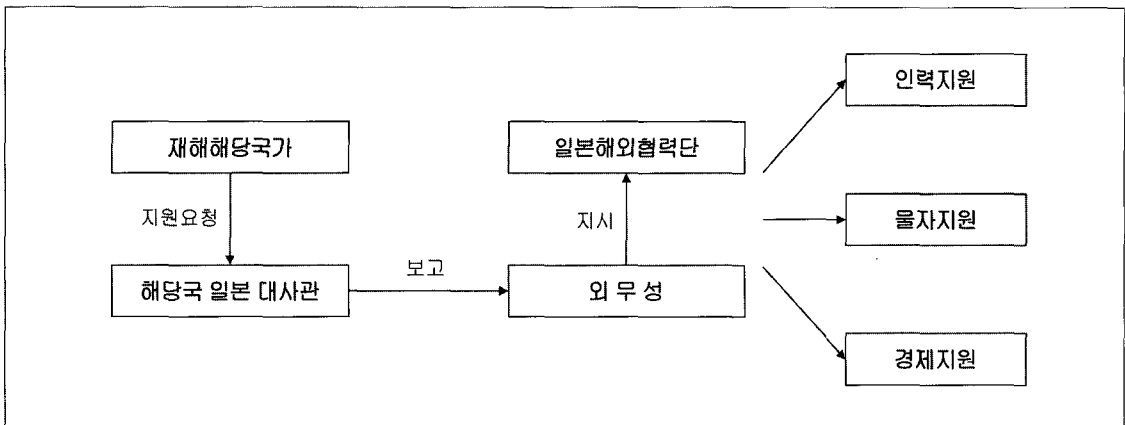 인력지원
재해해당국가
일본해외협력단
지원요청
지시
물자지원
해당국 일본 대사관
보고
외 무 성
경제지원